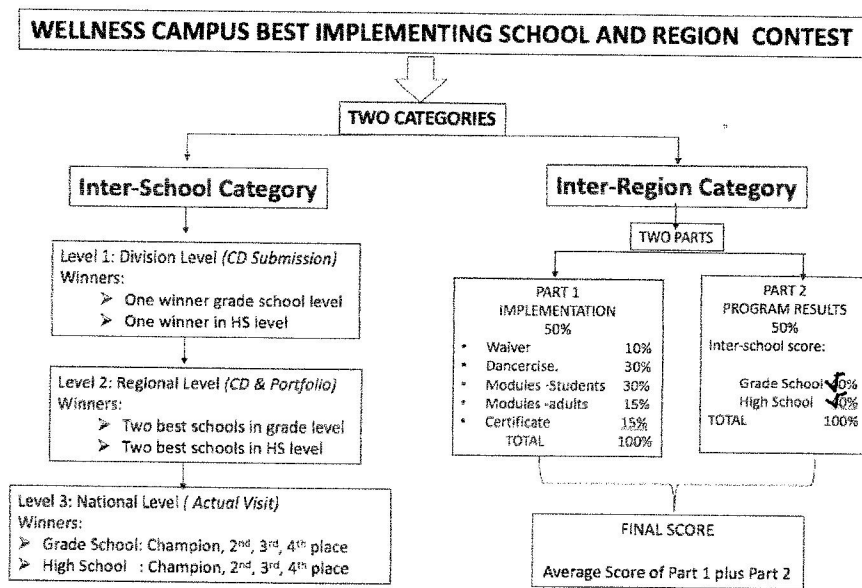 WELLNESS CAMPUS BEST IMPLEMENTING SCHOOL AND REGION CONTEST
TWO CATEGORIES
Inter-School Category
Level 1: Division Level (CD Submission)
Winners:
➢ One winner grade school level
➢ One winner in HS level
Level 2: Regional Level (CD & Portfolio)
Winners:
➢ Two best schools in grade level
➢ Two best schools in HS level
Level 3: National Level ( Actual Visit)
Winners:
➢ Grade School: Champion, 2nd, 3rd, 4th place
➢ High School : Champion, 2nd, 3rd, 4th place
Inter-Region Category
TWO PARTS
PART 1
IMPLEMENTATION
50%
• Waiver 10%
• Dancercise. 30%
• Modules -Students 30%
• Modules -adults 15%
• Certificate 15%
TOTAL 100%
PART 2
PROGRAM RESULTS
50%
Inter-school score:
Grade School
High School
TOTAL 100%
FINAL SCORE
Average Score of Part 1 plus Part 2